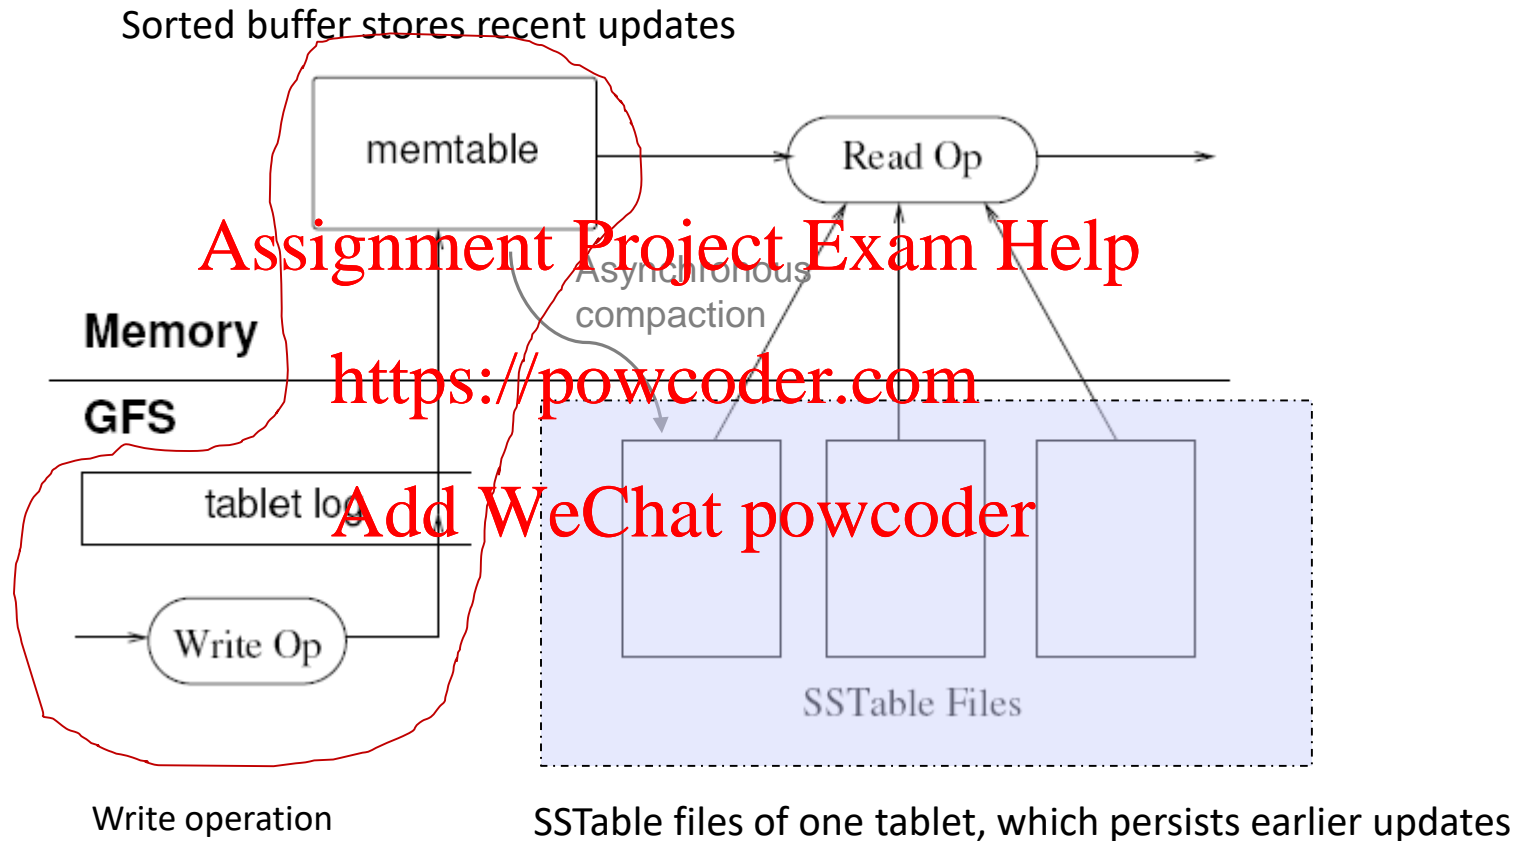 Sorted buffer stores recent updates
memtable
Read Op
Assignment Project Exam Help
Asynchronous
compaction
Memory
https://powcoder.com
GFS
tablet log
Add WeChat powcoder
Write Op
SSTable Files
Write operation
SSTable files of one tablet, which persists earlier updates